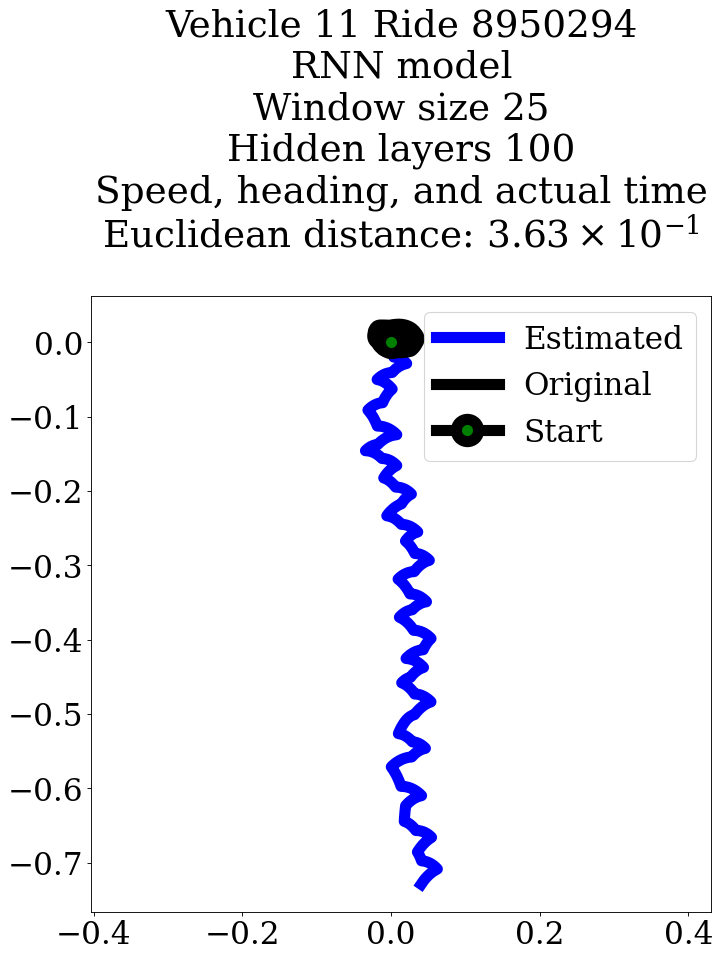 Vehicle 11 Ride 8950294
RNN model
Window size 25
Hidden layers 100
Speed, heading, and actual time
Euclidean distance: 3.63 × 10⁻¹
Estimated
Original
Start
0.0
−0.1
−0.2
−0.3
−0.4
−0.5
−0.6
−0.7
−0.4 −0.2 0.0 0.2 0.4